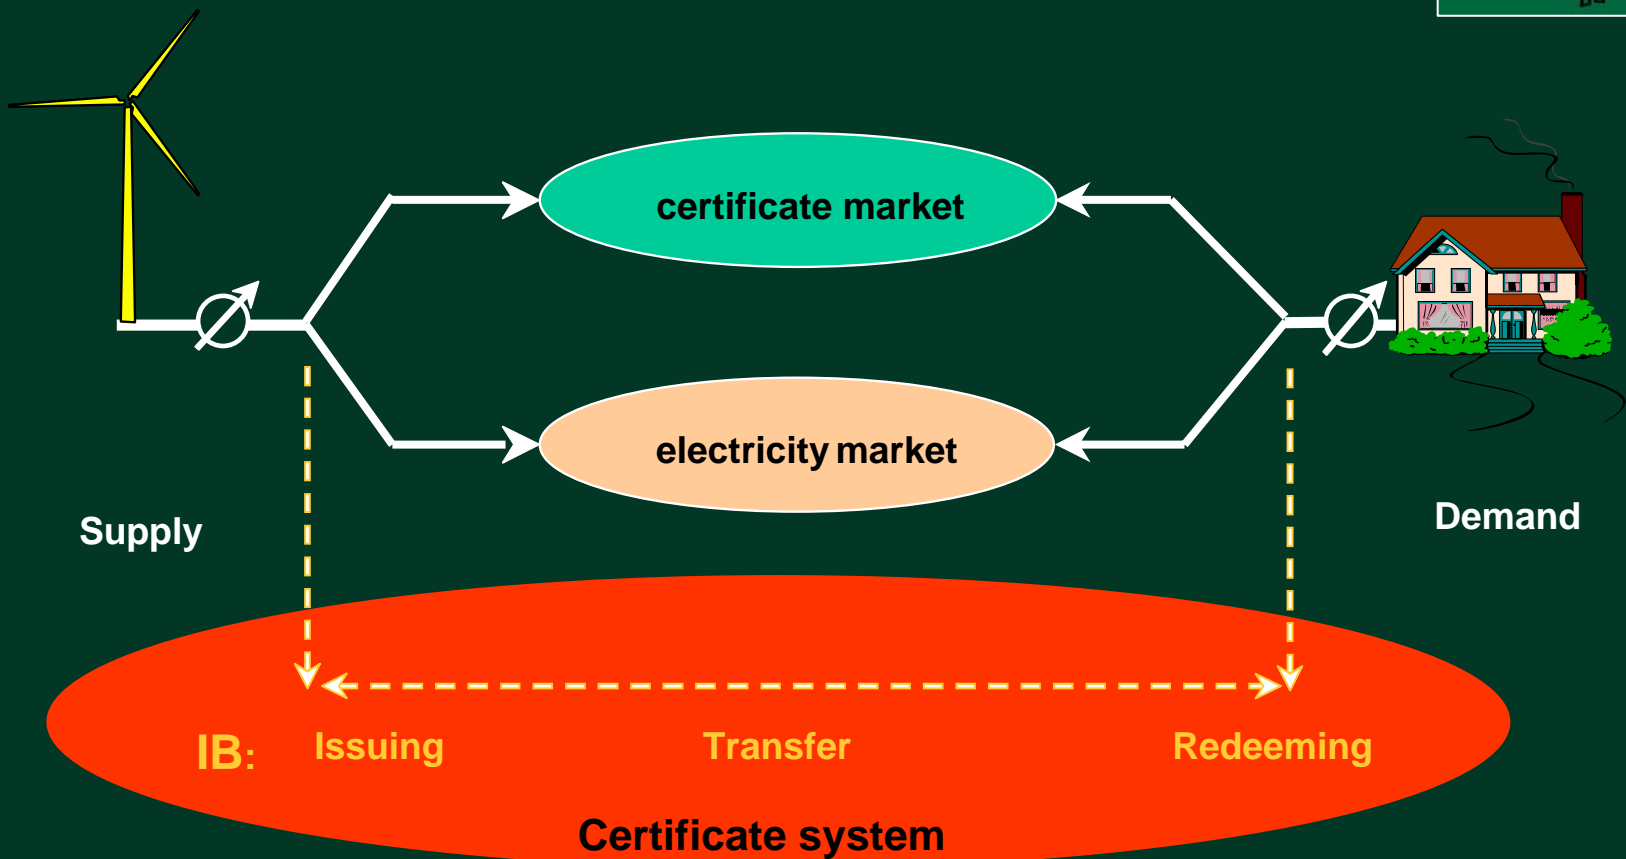 certificate market
electricity market
Supply
Demand
IB: Issuing Transfer Redeeming
Certificate system